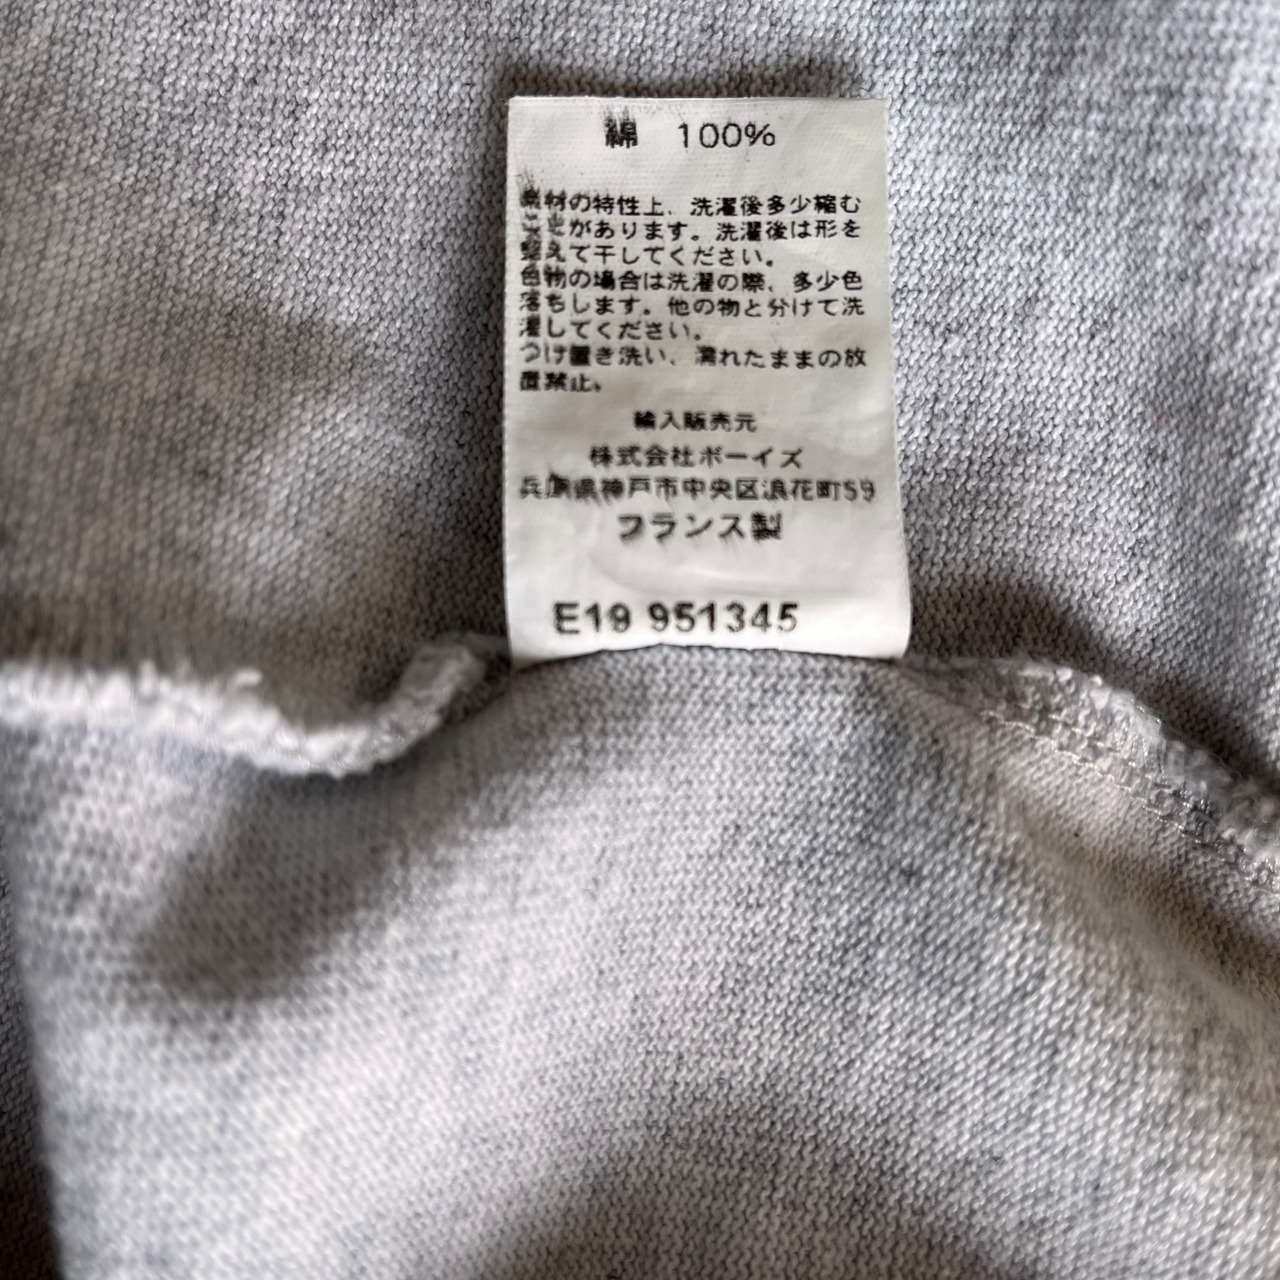 綿 100%
素材の特性上、洗濯後多少縮む
ことがあります。洗濯後は形を
整えて干してください。
色物の場合は洗濯の際、多少色
落ちします。他の物と分けて洗
濯してください。
つけ置き洗い、濡れたままの放
置禁止。
輸入販売元
株式会社ボーイズ
兵庫県神戸市中央区浪花町59
フランス製
E19 951345